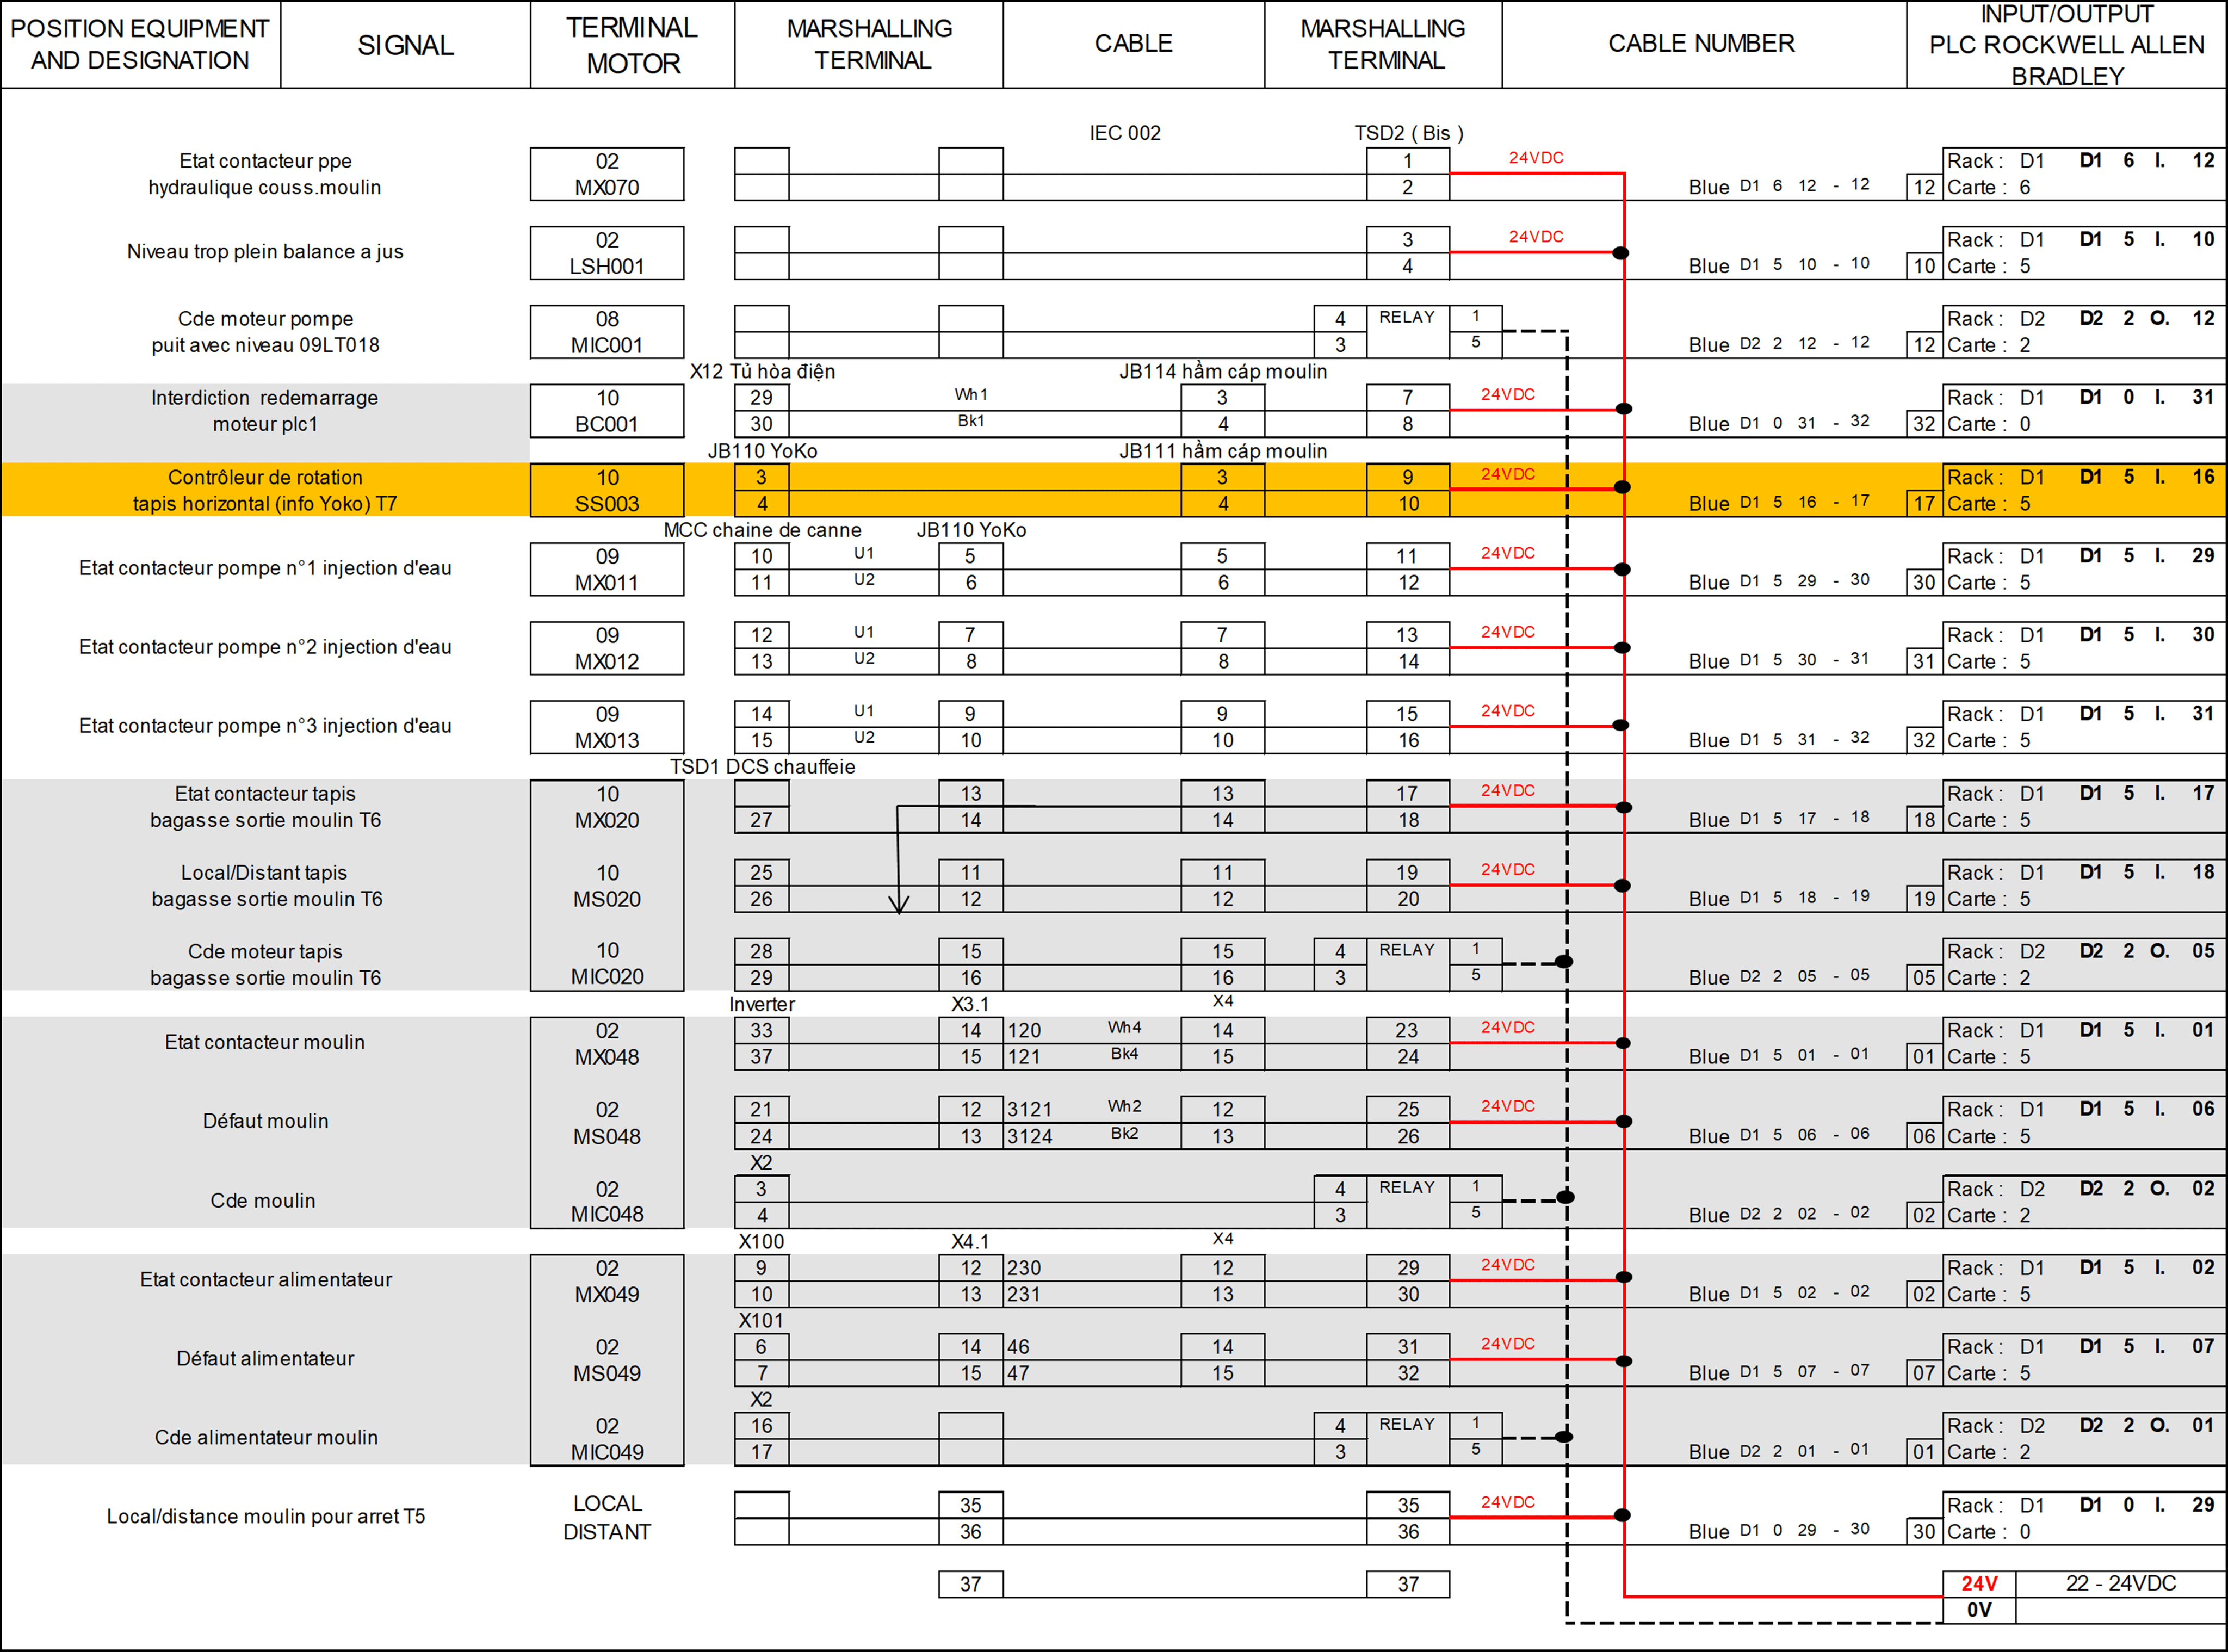 POSITION EQUIPMENT AND DESIGNATION SIGNAL TERMINAL MOTOR MARSHALLING TERMINAL CABLE MARSHALLING TERMINAL CABLE NUMBER INPUT/OUTPUT PLC ROCKWELL ALLEN BRADLEY
IEC 002 TSD2 ( Bis )
Etat contacteur ppe 02 1 24VDC Rack : D1 D1 6 I. 12
hydraulique couss.moulin MX070 2 Blue D1 6 12 - 12 12 Carte : 6
Niveau trop plein balance a jus 02 3 24VDC Rack : D1 D1 5 I. 10
LSH001 4 Blue D1 5 10 - 10 10 Carte : 5
Cde moteur pompe 08 4 RELAY 1 Rack : D2 D2 2 O. 12
puit avec niveau 09LT018 MIC001 3 5 Blue D2 2 12 - 12 12 Carte : 2
X12 Tủ hòa điện JB114 hầm cáp moulin
Interdiction redemarrage 10 29 Wh1 3 7 24VDC Rack : D1 D1 0 I. 31
moteur plc1 BC001 30 Bk1 4 8 Blue D1 0 31 - 32 32 Carte : 0
JB110 YoKo JB111 hầm cáp moulin
Contrôleur de rotation 10 3 3 9 24VDC Rack : D1 D1 5 I. 16
tapis horizontal (info Yoko) T7 SS003 4 4 10 Blue D1 5 16 - 17 17 Carte : 5
MCC chaine de canne JB110 YoKo
Etat contacteur pompe n°1 injection d'eau 09 10 U1 5 5 11 24VDC Rack : D1 D1 5 I. 29
MX011 11 U2 6 6 12 Blue D1 5 29 - 30 30 Carte : 5
Etat contacteur pompe n°2 injection d'eau 09 12 U1 7 7 13 24VDC Rack : D1 D1 5 I. 30
MX012 13 U2 8 8 14 Blue D1 5 30 - 31 31 Carte : 5
Etat contacteur pompe n°3 injection d'eau 09 14 U1 9 9 15 24VDC Rack : D1 D1 5 I. 31
MX013 15 U2 10 10 16 Blue D1 5 31 - 32 32 Carte : 5
TSD1 DCS chauffeie
Etat contacteur tapis 10 13 13 17 24VDC Rack : D1 D1 5 I. 17
bagasse sortie moulin T6 MX020 27 14 14 18 Blue D1 5 17 - 18 18 Carte : 5
Local/Distant tapis 10 25 11 11 19 24VDC Rack : D1 D1 5 I. 18
bagasse sortie moulin T6 MS020 26 12 12 20 Blue D1 5 18 - 19 19 Carte : 5
Cde moteur tapis 10 28 15 15 4 RELAY 1 Rack : D2 D2 2 O. 05
bagasse sortie moulin T6 MIC020 29 16 16 3 5 Blue D2 2 05 - 05 05 Carte : 2
Inverter X3.1 X4
Etat contacteur moulin 02 33 14 120 Wh4 14 23 24VDC Rack : D1 D1 5 I. 01
MX048 37 15 121 Bk4 15 24 Blue D1 5 01 - 01 01 Carte : 5
Défaut moulin 02 21 12 3121 Wh2 12 25 24VDC Rack : D1 D1 5 I. 06
MS048 24 13 3124 Bk2 13 26 Blue D1 5 06 - 06 06 Carte : 5
X2
Cde moulin 02 3 4 RELAY 1 Rack : D2 D2 2 O. 02
MIC048 4 3 5 Blue D2 2 02 - 02 02 Carte : 2
X100 X4.1 X4
Etat contacteur alimentateur 02 9 12 230 12 29 24VDC Rack : D1 D1 5 I. 02
MX049 10 13 231 13 30 Blue D1 5 02 - 02 02 Carte : 5
X101
Défaut alimentateur 02 6 14 46 14 31 24VDC Rack : D1 D1 5 I. 07
MS049 7 15 47 15 32 Blue D1 5 07 - 07 07 Carte : 5
X2
Cde alimentateur moulin 02 16 4 RELAY 1 Rack : D2 D2 2 O. 01
MIC049 17 3 5 Blue D2 2 01 - 01 01 Carte : 2
Local/distance moulin pour arret T5 LOCAL 35 35 24VDC Rack : D1 D1 0 I. 29
DISTANT 36 36 Blue D1 0 29 - 30 30 Carte : 0
37 37 24V 22 - 24VDC
0V